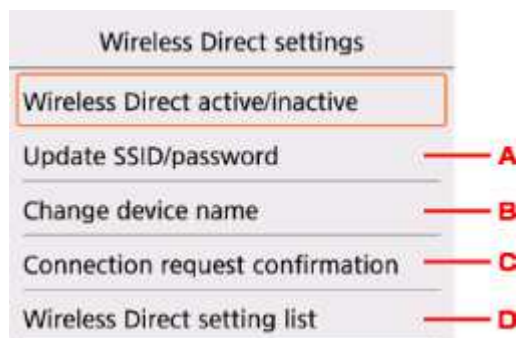 Wireless Direct settings
Wireless Direct active/inactive
Update SSID/password A
Change device name B
Connection request confirmation C
Wireless Direct setting list D